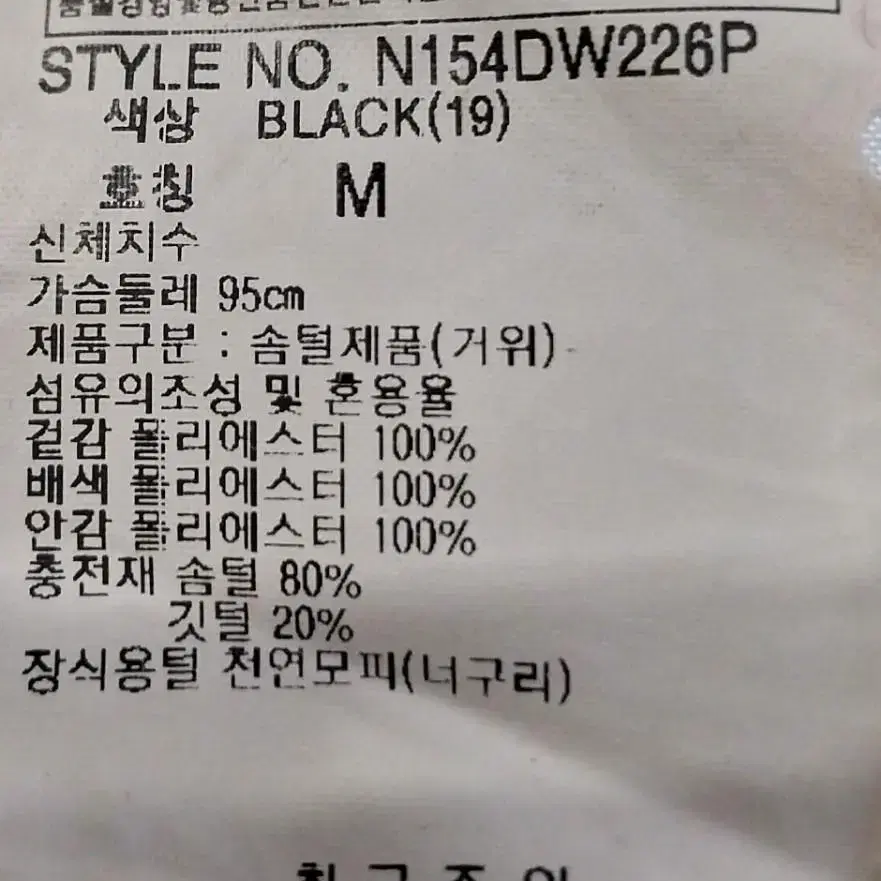 STYLE NO. N154DW226P
색상 BLACK(19)
호칭 M
신체치수
가슴둘레 95cm
제품구분 : 솜털제품(거위)
섬유의조성 및 혼용율
겉감 폴리에스터 100%
배색 폴리에스터 100%
안감 폴리에스터 100%
충전재 솜털 80%
깃털 20%
장식용털 천연모피(너구리)